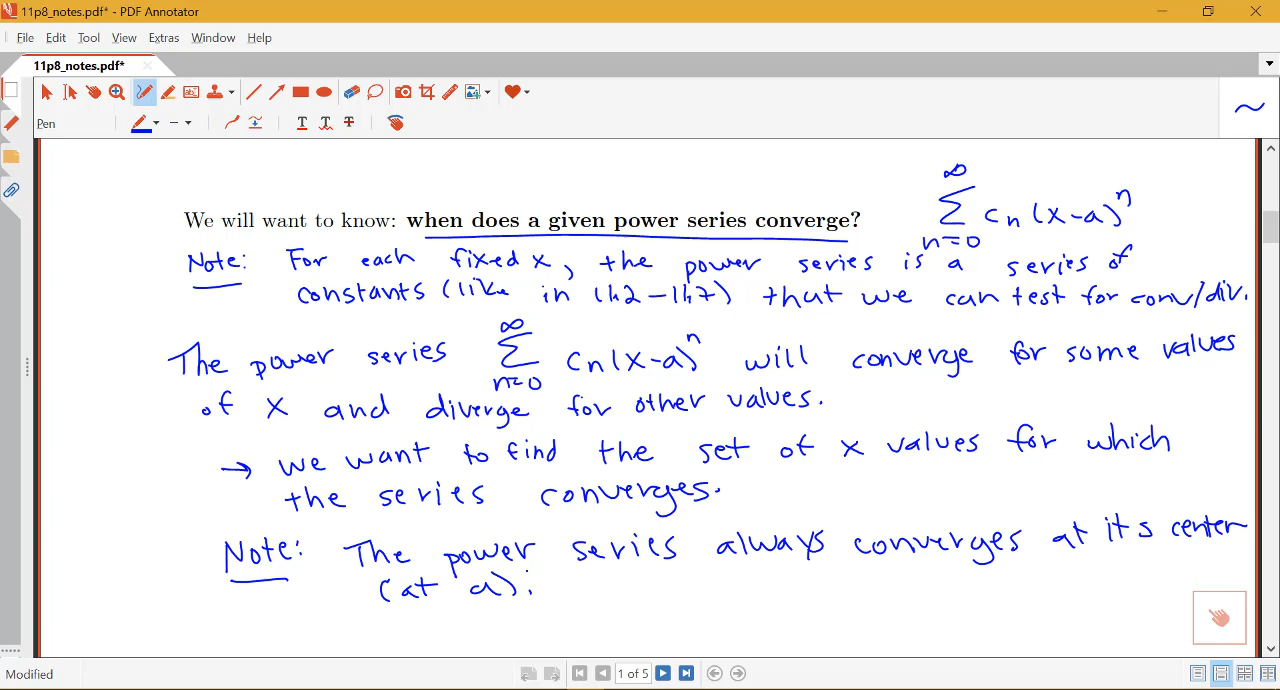 11p8_notes.pdf* - PDF Annotator
File Edit Tool View Extras Window Help
11p8_notes.pdf*
Pen
We will want to know: when does a given power series converge?
∞
Σ cn(x-a)^n
n=0
Note: For each fixed x, the power series is a series of
constants (like in 11.2-11.7) that we can test for conv/div.
∞
The power series Σ cn(x-a)^n will converge for some values
n=0
of x and diverge for other values.
→ we want to find the set of x values for which
the series converges.
Note: The power series always converges at its center
(at a):
Modified
1 of 5